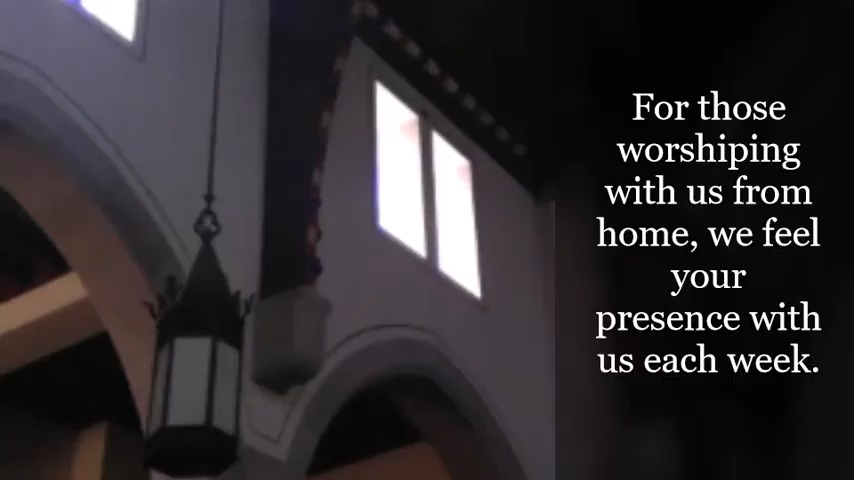 For those
worshiping
with us from
home, we feel
your
presence with
us each week.